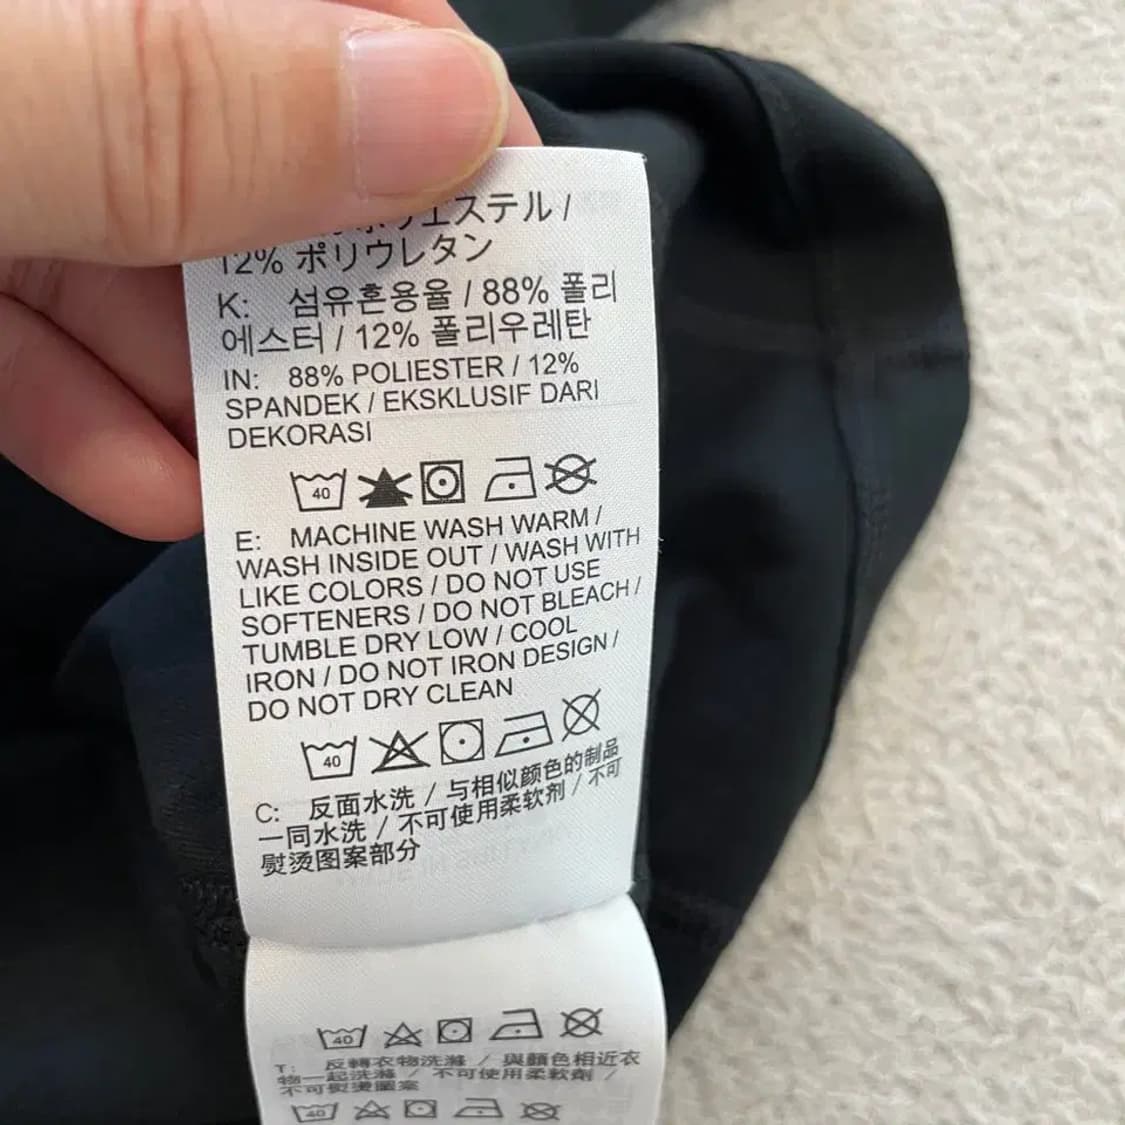 ポリエステル /
12% ポリウレタン
K: 섬유혼용율 / 88% 폴리
에스터 / 12% 폴리우레탄
IN: 88% POLIESTER / 12%
SPANDEK / EKSKLUSIF DARI
DEKORASI
40
E: MACHINE WASH WARM /
WASH INSIDE OUT / WASH WITH
LIKE COLORS / DO NOT USE
SOFTENERS / DO NOT BLEACH /
TUMBLE DRY LOW / COOL
IRON / DO NOT IRON DESIGN /
DO NOT DRY CLEAN
40
C: 反面水洗 / 与相似颜色的制品
一同水洗 / 不可使用柔软剂 / 不可
熨烫图案部分
40
T: 反轉衣物洗滌 / 與顏色相近衣
物一起洗滌 / 不可使用柔軟劑 /
不可熨燙圖案
40